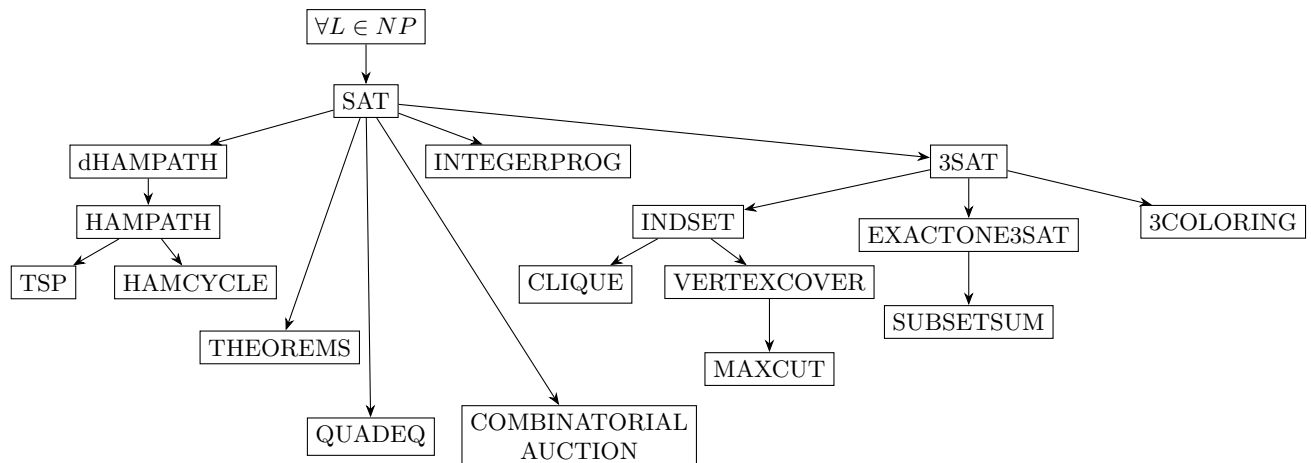 ∀L ∈ NP
SAT
dHAMPATH
INTEGERPROG
3SAT
HAMPATH
INDSET
EXACTONE3SAT
3COLORING
TSP
HAMCYCLE
CLIQUE
VERTEXCOVER
SUBSETSUM
THEOREMS
MAXCUT
QUADEQ
COMBINATORIAL
AUCTION